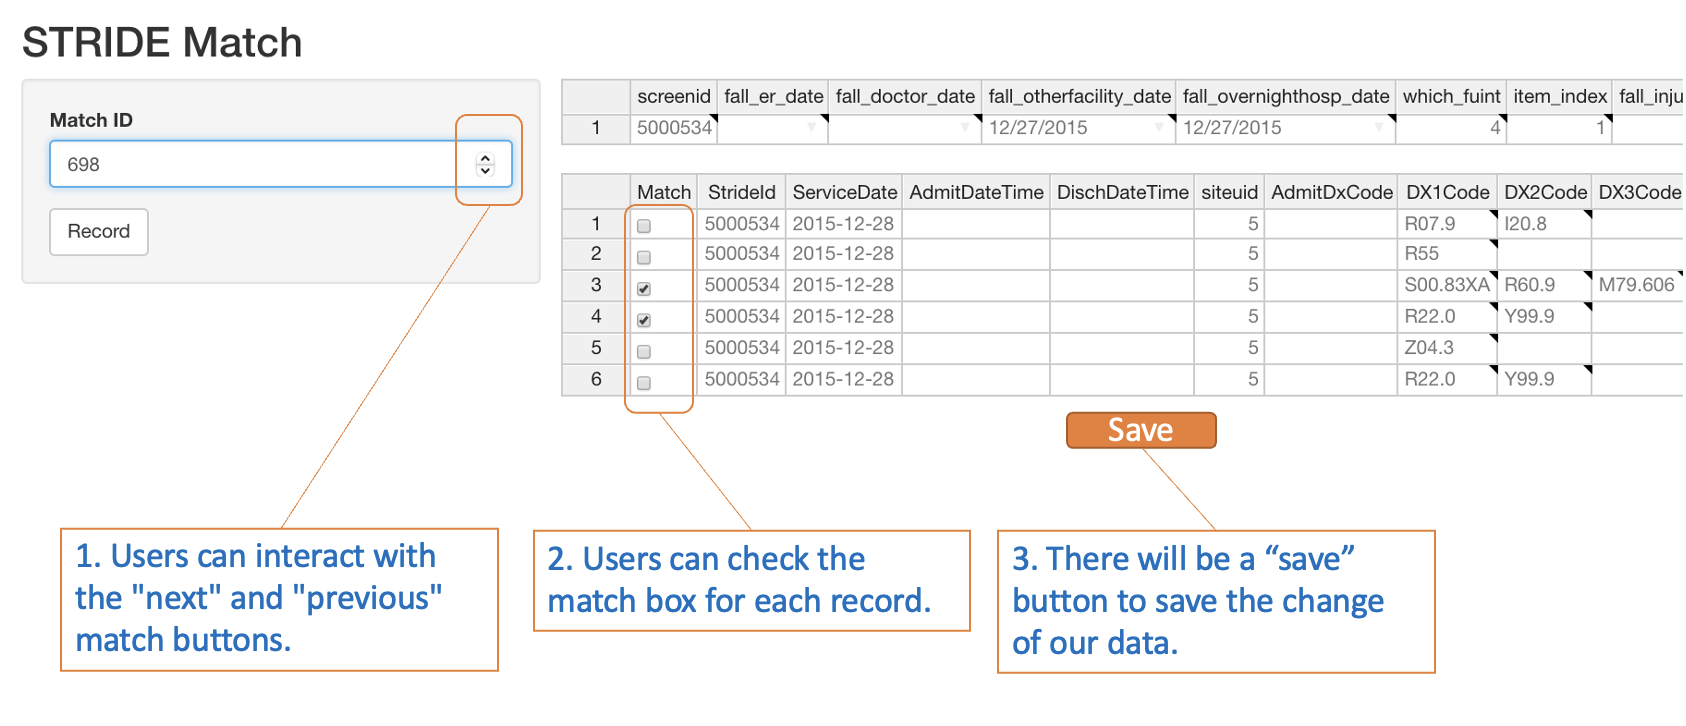 STRIDE Match
Match ID
698
Record
screenid fall_er_date fall_doctor_date fall_otherfacility_date fall_overnighthosp_date which_fuint item_index fall_inju
1 5000534 12/27/2015 12/27/2015 4 1
Match StrideId ServiceDate AdmitDateTime DischDateTime siteuid AdmitDxCode DX1Code DX2Code DX3Code
1 5000534 2015-12-28 5 R07.9 I20.8
2 5000534 2015-12-28 5 R55
3 5000534 2015-12-28 5 S00.83XA R60.9 M79.606
4 5000534 2015-12-28 5 R22.0 Y99.9
5 5000534 2015-12-28 5 Z04.3
6 5000534 2015-12-28 5 R22.0 Y99.9
Save
1. Users can interact with
the "next" and "previous"
match buttons.
2. Users can check the
match box for each record.
3. There will be a “save”
button to save the change
of our data.